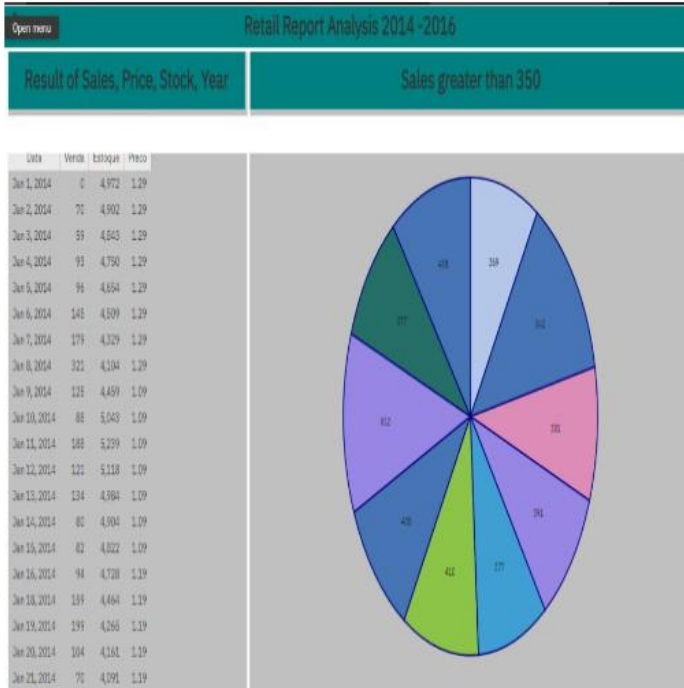 Open menu
Retail Report Analysis 2014 -2016
Result of Sales, Price, Stock, Year
Sales greater than 350
Data Venda Estoque Preco
Jan 1, 2014 0 4,972 1.29
Jan 2, 2014 70 4,902 1.29
Jan 3, 2014 59 4,843 1.29
Jan 4, 2014 93 4,750 1.29
Jan 5, 2014 96 4,654 1.29
Jan 6, 2014 145 4,509 1.29
Jan 7, 2014 179 4,329 1.29
Jan 8, 2014 321 4,104 1.29
Jan 9, 2014 125 4,459 1.09
Jan 10, 2014 88 5,043 1.09
Jan 11, 2014 188 5,239 1.09
Jan 12, 2014 121 5,118 1.09
Jan 13, 2014 134 4,984 1.09
Jan 14, 2014 80 4,904 1.09
Jan 15, 2014 82 4,822 1.09
Jan 16, 2014 94 4,728 1.19
Jan 18, 2014 159 4,464 1.19
Jan 19, 2014 199 4,265 1.19
Jan 20, 2014 104 4,161 1.19
Jan 21, 2014 70 4,091 1.19
369
391
377
412
377